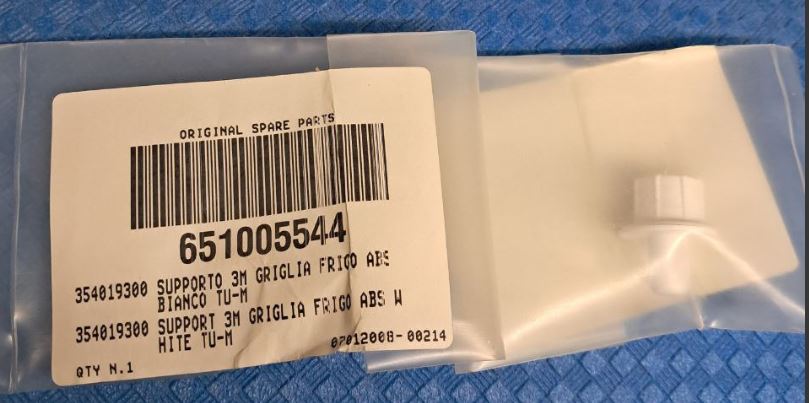 ORIGINAL SPARE PARTS
651005544
354019300 SUPPORTO 3M GRIGLIA FRIGO ABS
BIANCO TU-M
354019300 SUPPORT 3M GRIGLIA FRIGO ABS W
HITE TU-M
QTY N.1
07012008-00214